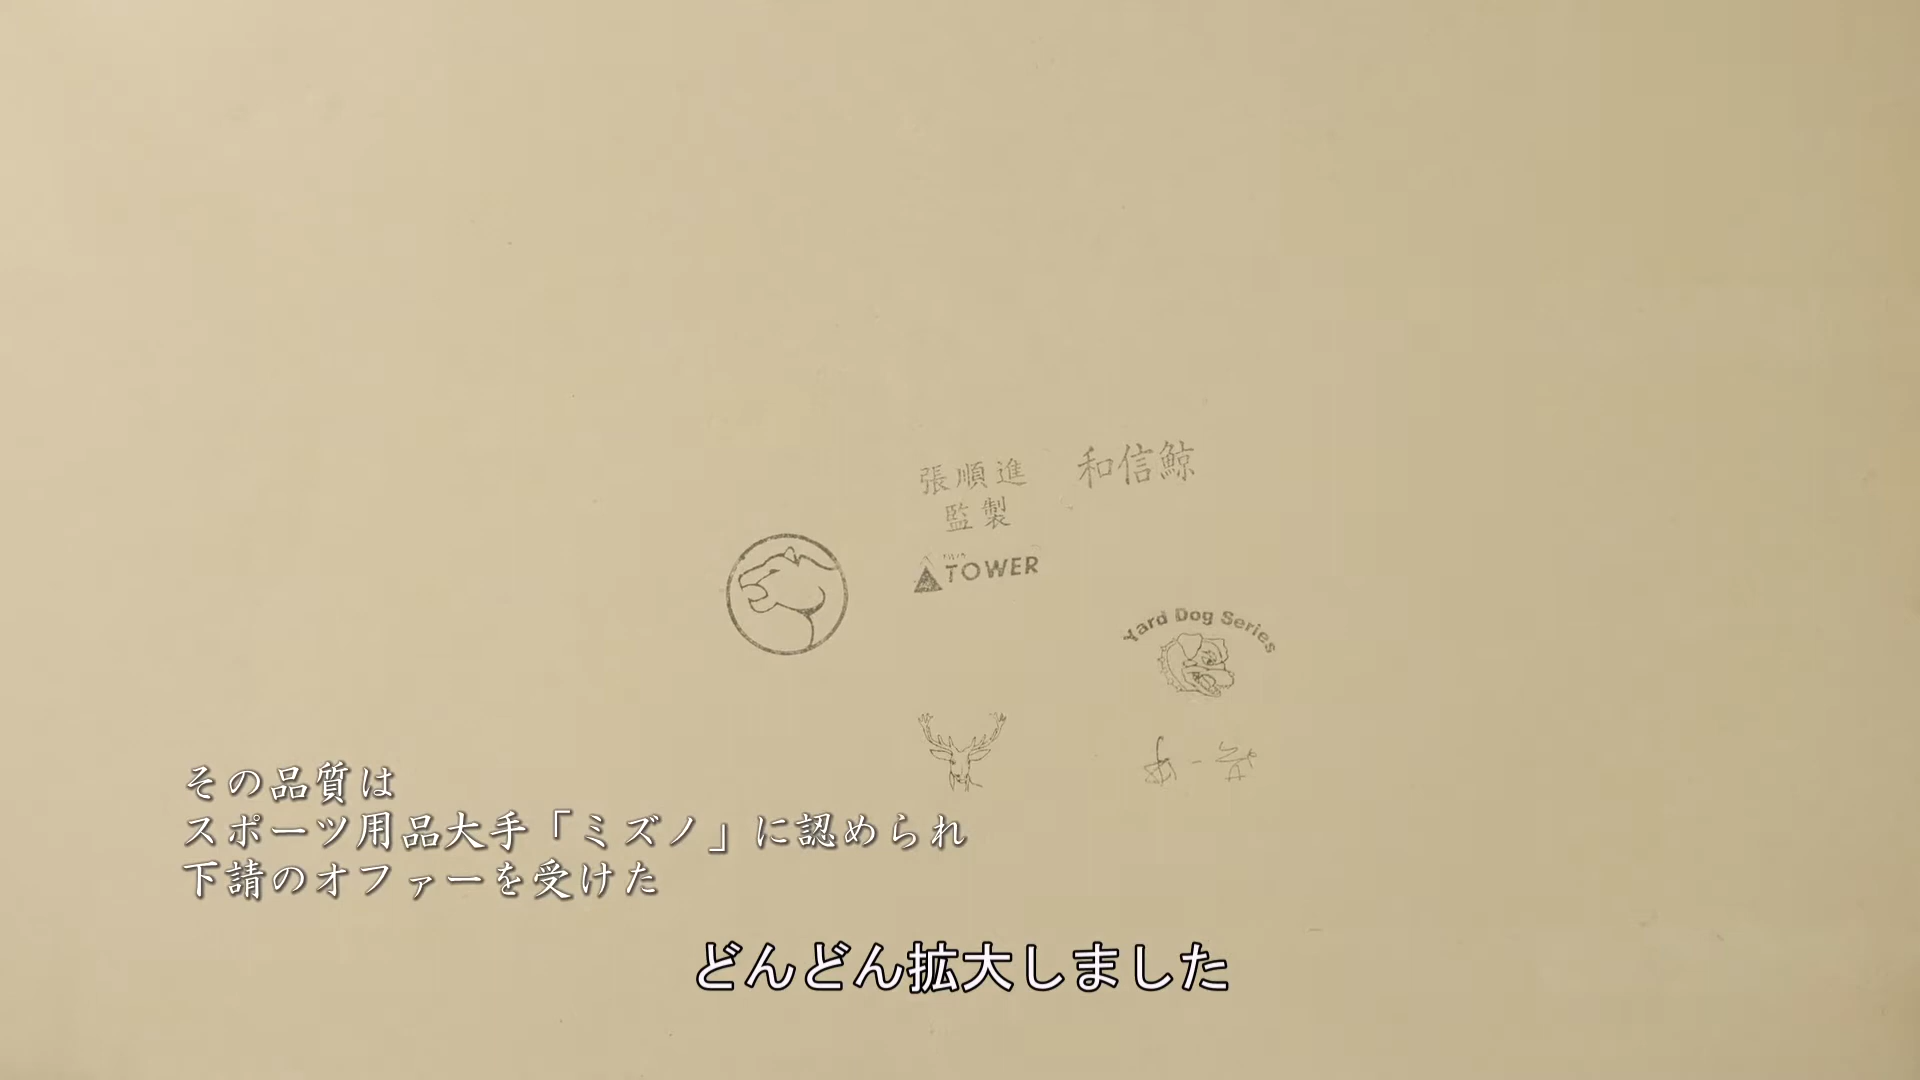 張順進
監製
和信鯨
TOWER
Yard Dog Series
その品質は
スポーツ用品大手「ミズノ」に認められ
下請のオファーを受けた
どんどん拡大しました